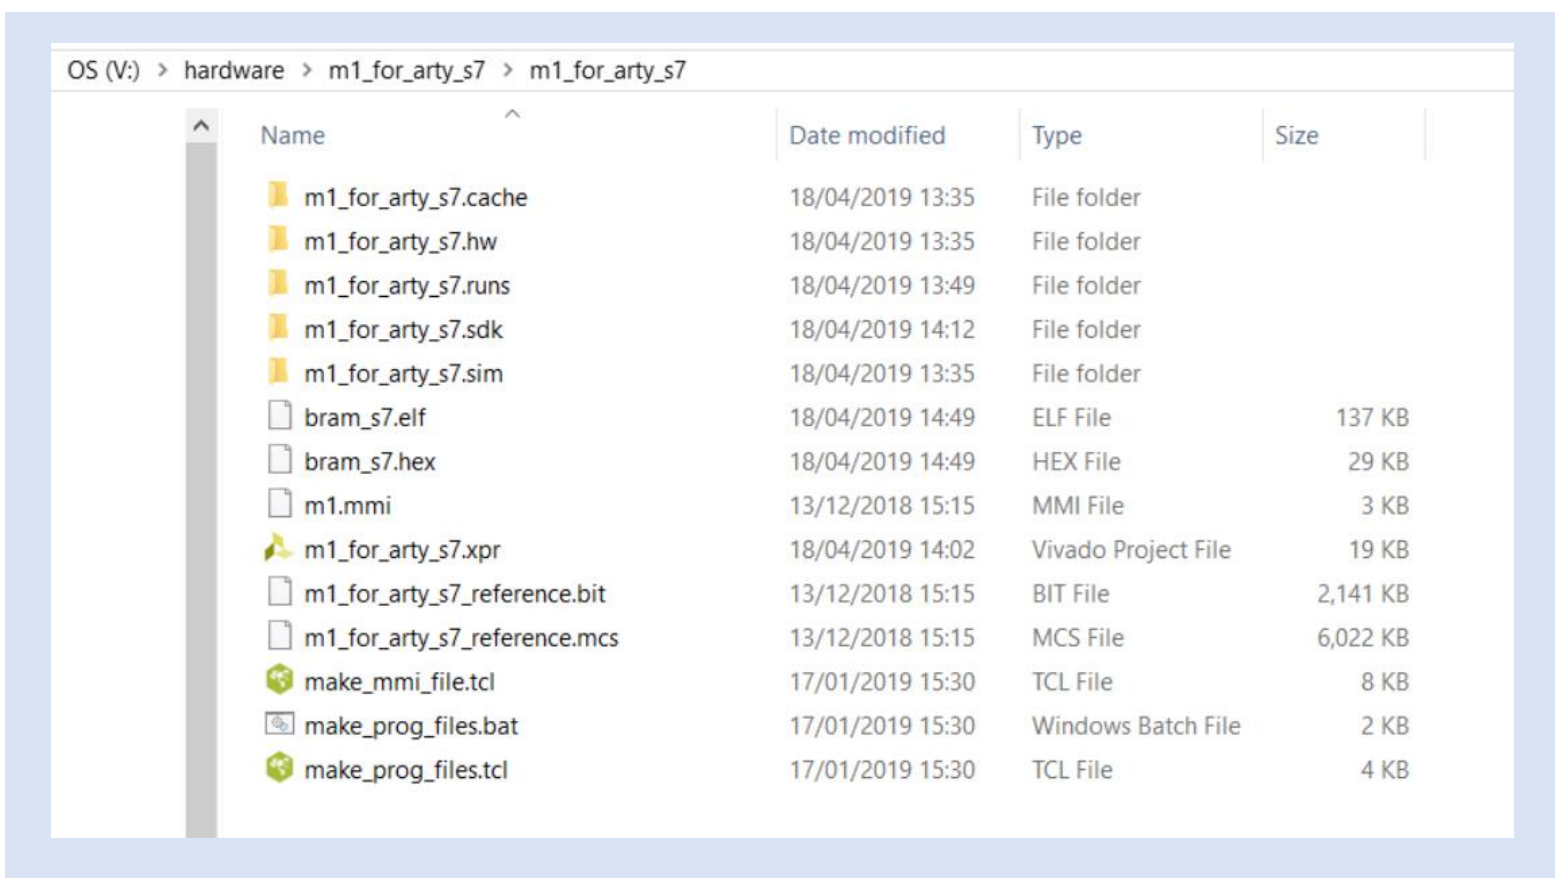 OS (V:) > hardware > m1_for_arty_s7 > m1_for_arty_s7
Name Date modified Type Size
m1_for_arty_s7.cache 18/04/2019 13:35 File folder
m1_for_arty_s7.hw 18/04/2019 13:35 File folder
m1_for_arty_s7.runs 18/04/2019 13:49 File folder
m1_for_arty_s7.sdk 18/04/2019 14:12 File folder
m1_for_arty_s7.sim 18/04/2019 13:35 File folder
bram_s7.elf 18/04/2019 14:49 ELF File 137 KB
bram_s7.hex 18/04/2019 14:49 HEX File 29 KB
m1.mmi 13/12/2018 15:15 MMI File 3 KB
m1_for_arty_s7.xpr 18/04/2019 14:02 Vivado Project File 19 KB
m1_for_arty_s7_reference.bit 13/12/2018 15:15 BIT File 2,141 KB
m1_for_arty_s7_reference.mcs 13/12/2018 15:15 MCS File 6,022 KB
make_mmi_file.tcl 17/01/2019 15:30 TCL File 8 KB
make_prog_files.bat 17/01/2019 15:30 Windows Batch File 2 KB
make_prog_files.tcl 17/01/2019 15:30 TCL File 4 KB